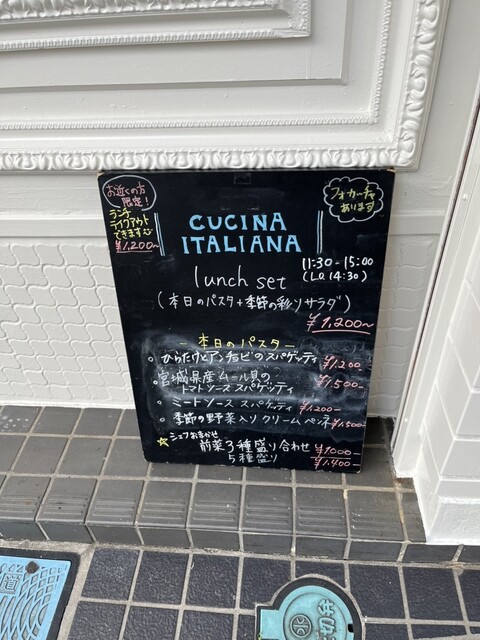 お近くの方
限定!
ランチ
テイクアウト
できます
¥1,200~
フォカッチャ
あります
CUCINA
ITALIANA
11:30-15:00
(L.O.14:30)
lunch set
(本日のパスタ+季節の彩りサラダ)
¥1,200~
本日のパスタ
ひらたけとアンチョビのスパゲッティ ¥1,200-
宮城県産ムール貝の
トマトソース スパゲッティ ¥1,500-
ミートソース スパゲッティ ¥1,200-
季節の野菜入りクリームペンネ ¥1,500-
シェフおまかせ
前菜3種盛り合わせ ¥1000-
5種盛り ¥1,400-